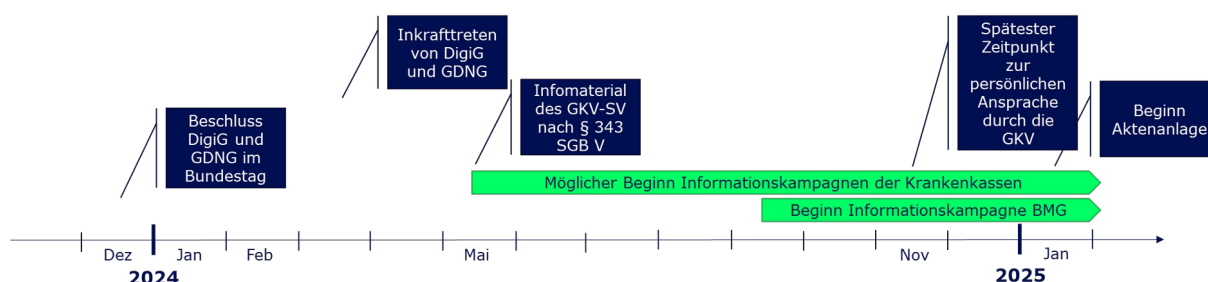 Inkrafttreten
von DigiG
und GDNG
Spätester
Zeitpunkt
zur
persönlichen
Ansprache
durch die
GKV
Infomaterial
des GKV-SV
nach § 343
SGB V
Beginn
Aktenanlage
Beschluss
DigiG und
GDNG im
Bundestag
Möglicher Beginn Informationskampagnen der Krankenkassen
Beginn Informationskampagne BMG
Dez Jan Feb Mai Nov Jan
2024 2025